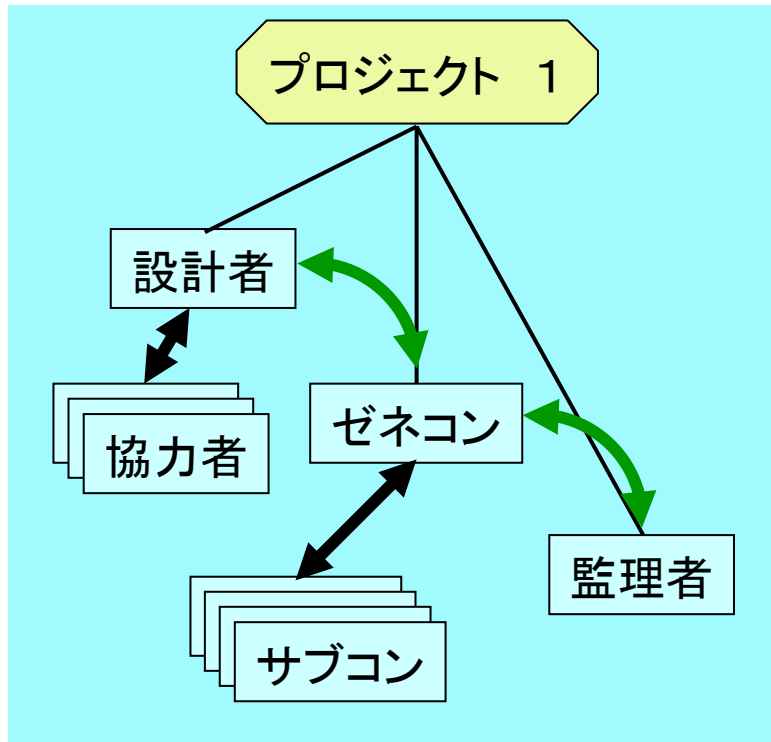 プロジェクト　１
設計者
協力者
ゼネコン
監理者
サブコン